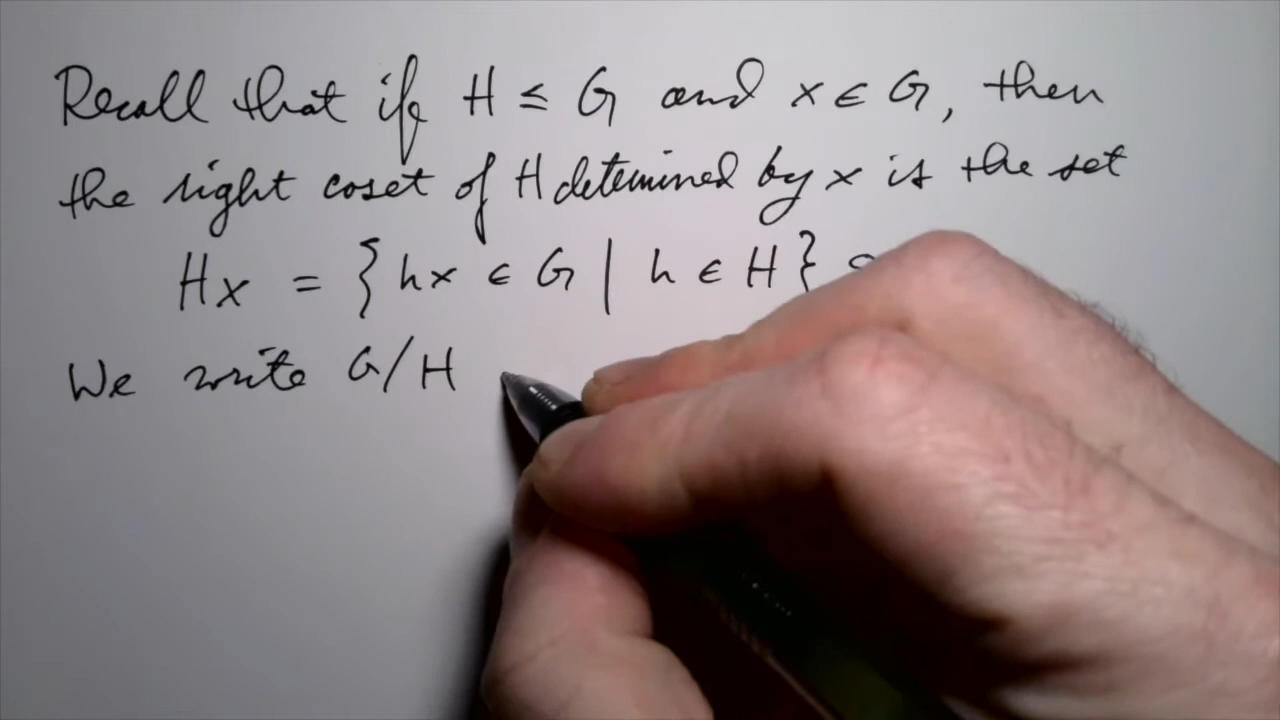 Recall that if H ≤ G and x ∈ G, then
the right coset of H determined by x is the set
Hx = {hx ∈ G | h ∈ H}
We write G/H